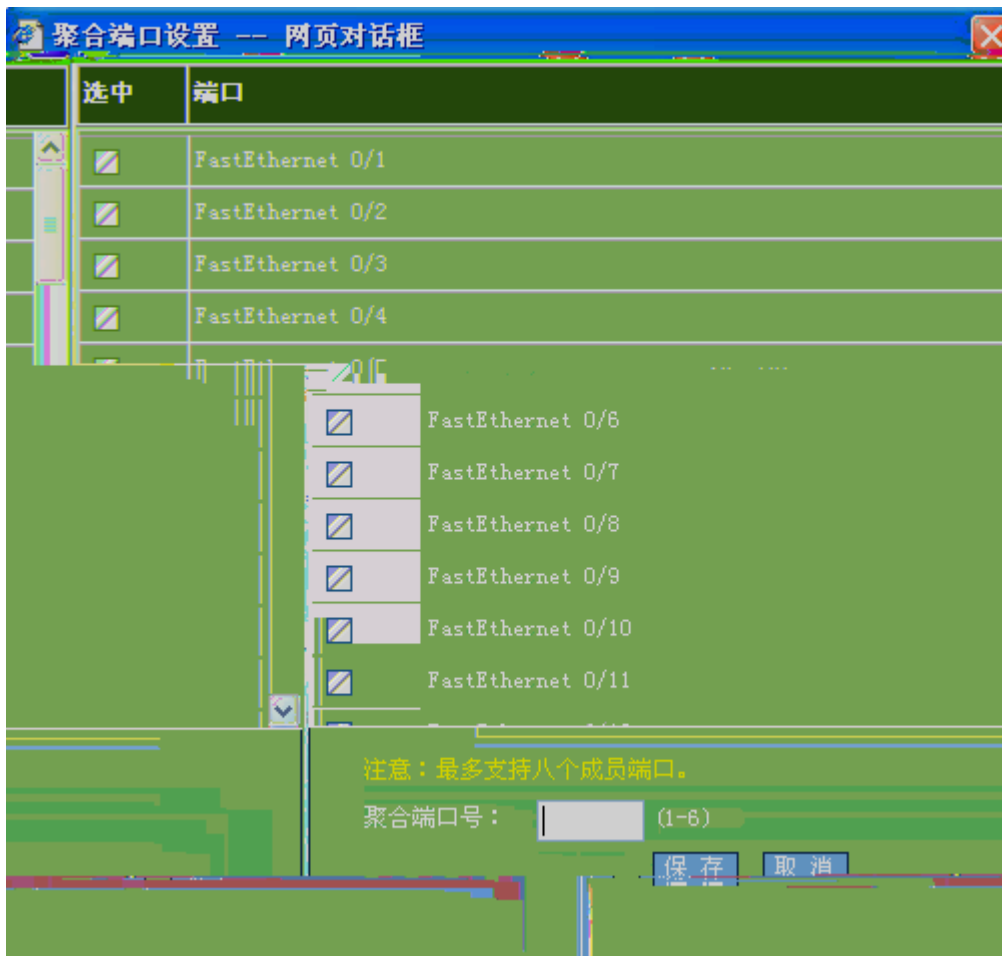 聚合端口设置 -- 网页对话框
选中 端口
FastEthernet 0/1
FastEthernet 0/2
FastEthernet 0/3
FastEthernet 0/4
FastEthernet 0/6
FastEthernet 0/7
FastEthernet 0/8
FastEthernet 0/9
FastEthernet 0/10
FastEthernet 0/11
注意：最多支持八个成员端口。
聚合端口号： (1-6)
保 存 取 消